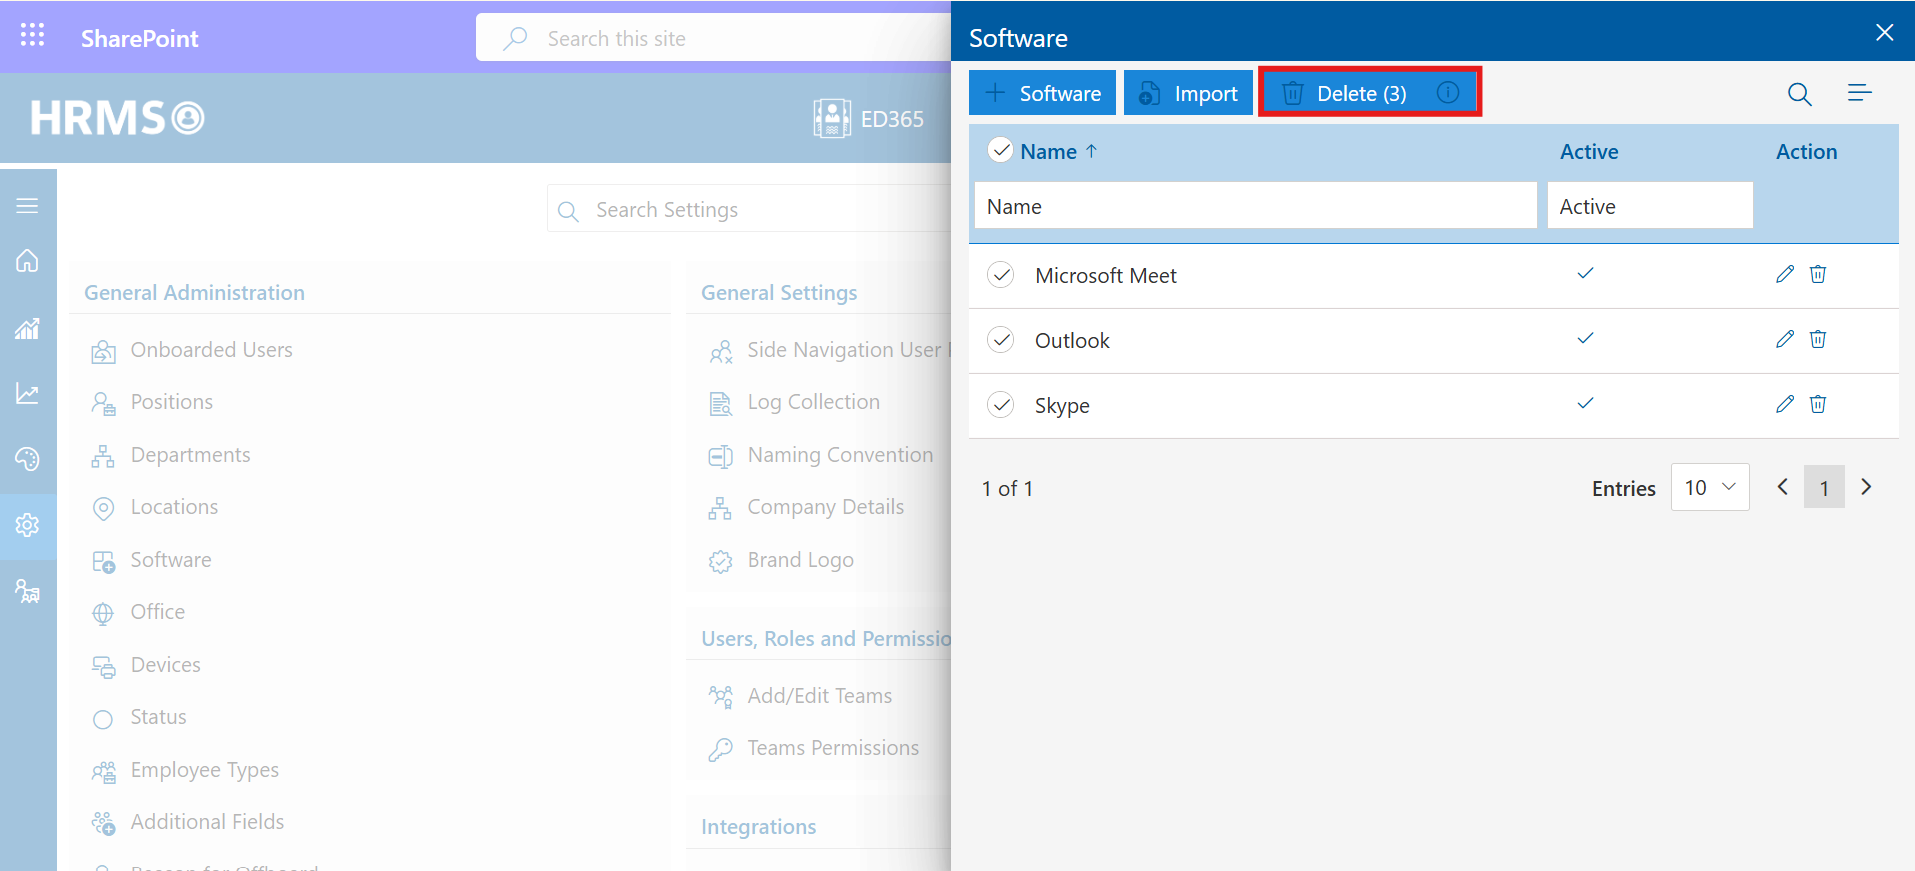 SharePoint
Search this site
HRMS
ED365
Search Settings
General Administration
Onboarded Users
Positions
Departments
Locations
Software
Office
Devices
Status
Employee Types
Additional Fields
Reason for Offboard
General Settings
Side Navigation User
Log Collection
Naming Convention
Company Details
Brand Logo
Users, Roles and Permissio
Add/Edit Teams
Teams Permissions
Integrations
Software
Software
Import
Delete (3)
Name
Active
Action
Name
Active
Microsoft Meet
Outlook
Skype
1 of 1
Entries
10
1